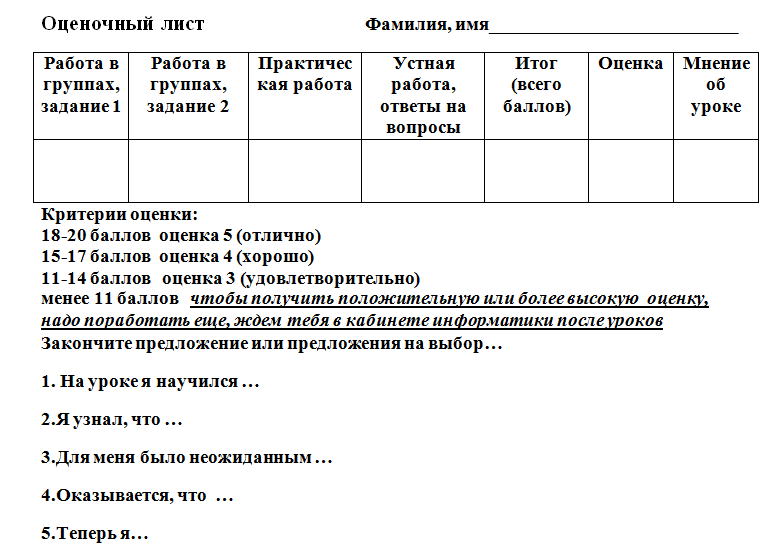 Оценочный лист Фамилия, имя__________________________
Работа в группах, задание 1
Работа в группах, задание 2
Практичес кая работа
Устная работа, ответы на вопросы
Итог (всего баллов)
Оценка
Мнение об уроке
Критерии оценки:
18-20 баллов оценка 5 (отлично)
15-17 баллов оценка 4 (хорошо)
11-14 баллов оценка 3 (удовлетворительно)
менее 11 баллов чтобы получить положительную или более высокую оценку,
надо поработать еще, ждем тебя в кабинете информатики после уроков
Закончите предложение или предложения на выбор…
1. На уроке я научился …
2.Я узнал, что …
3.Для меня было неожиданным …
4.Оказывается, что …
5.Теперь я…